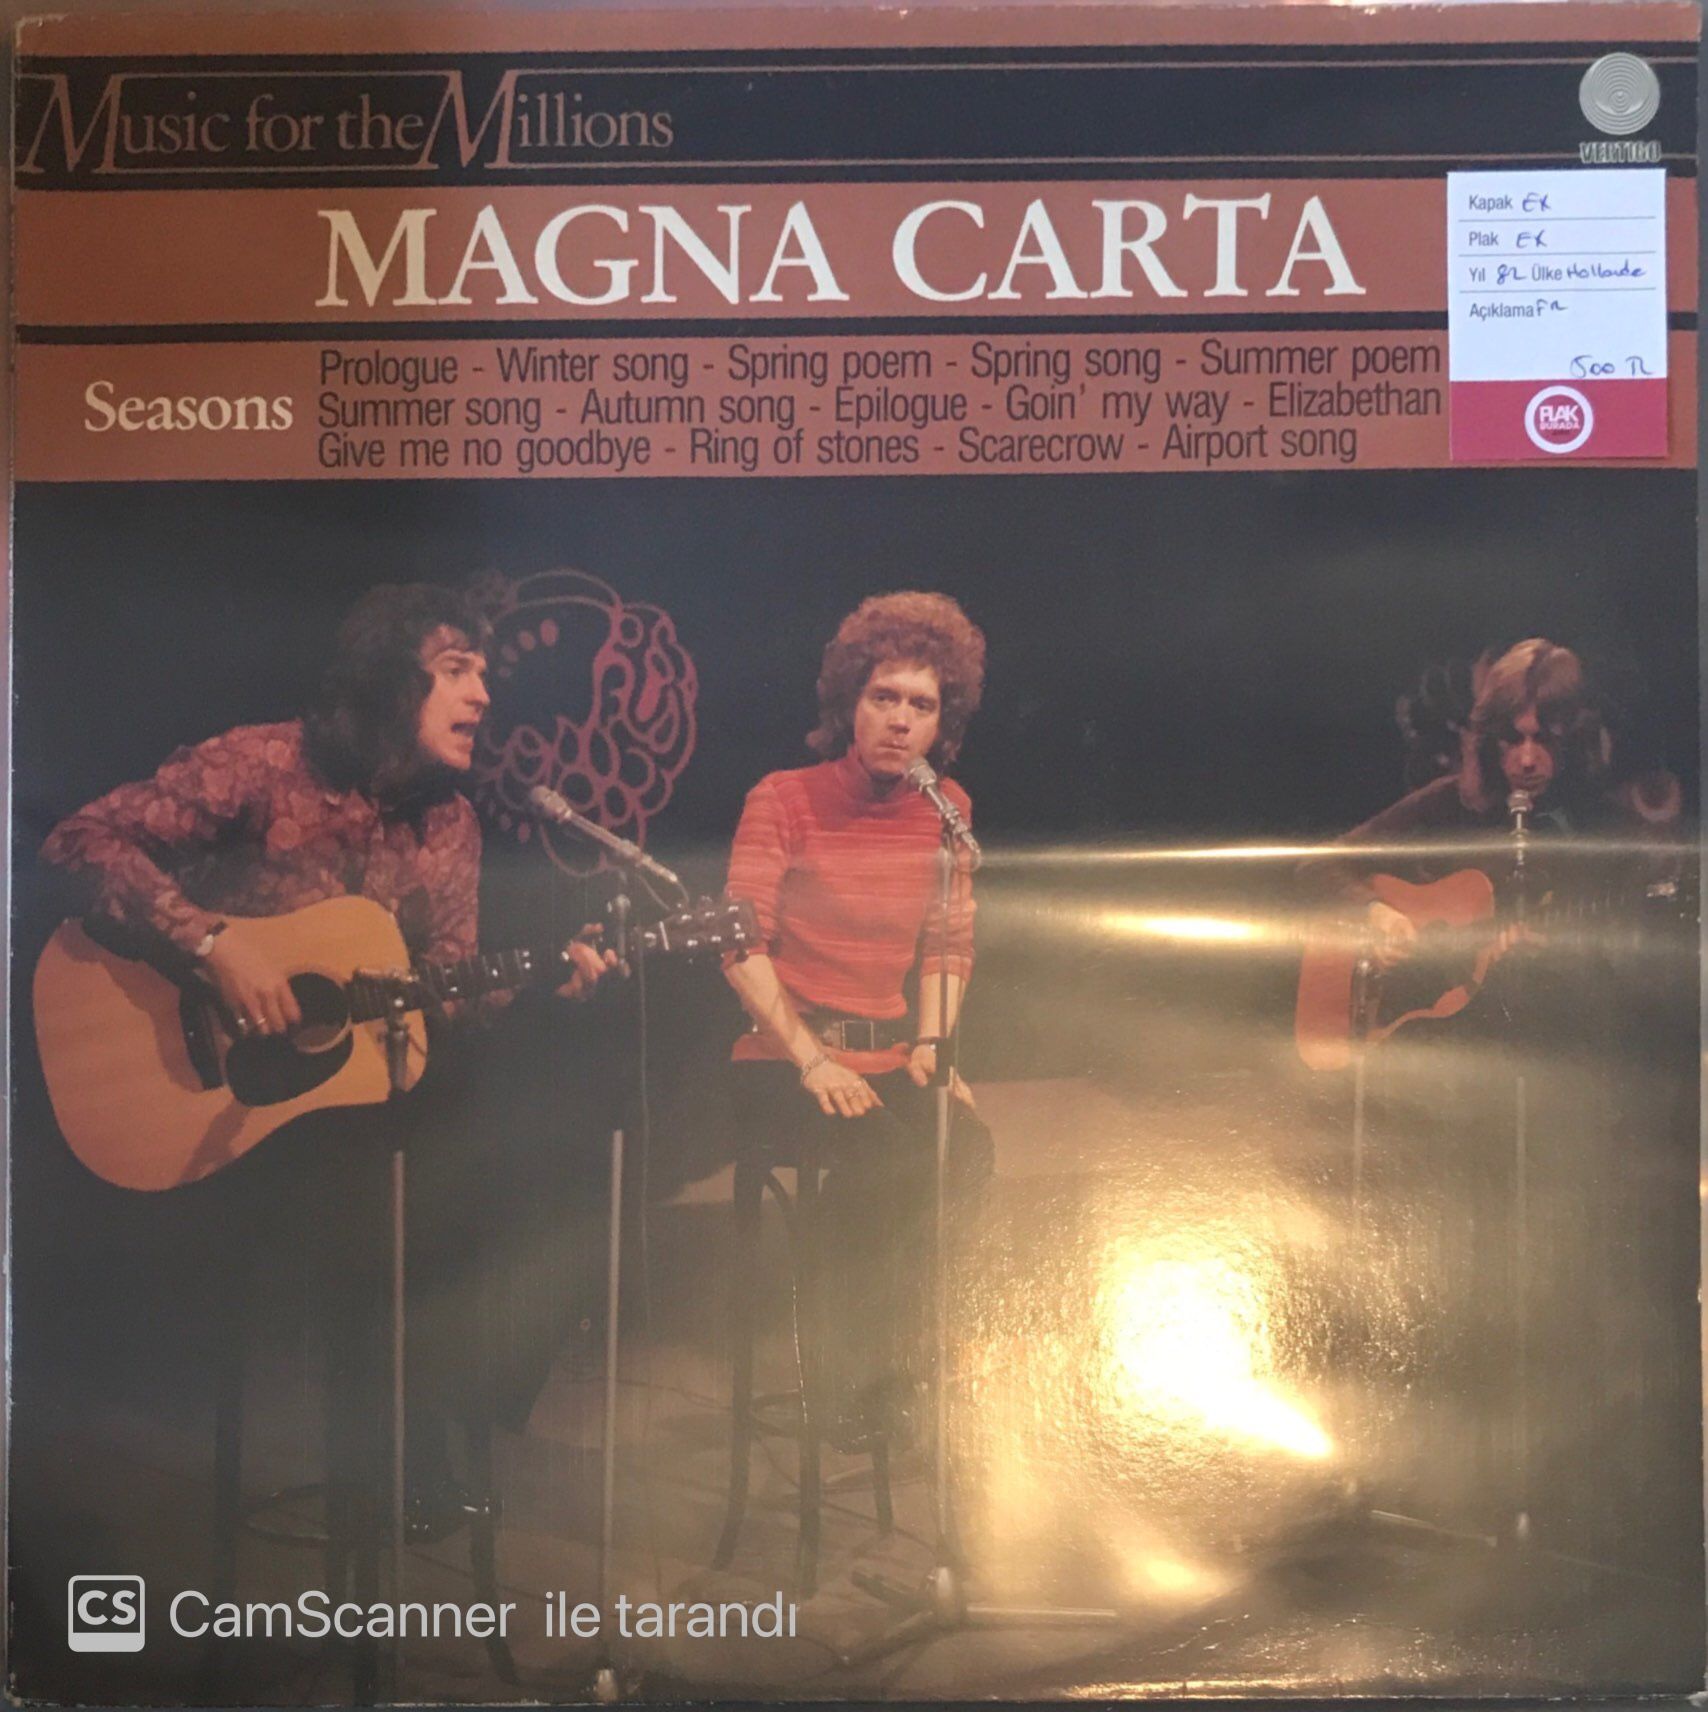 Music for the Millions
VERTIGO
MAGNA CARTA
Kapak EX
Plak EX
Yıl 82 Ülke Hollanda
Açıklama
500 TL
PLAK
BURADA
Seasons
Prologue - Winter song - Spring poem - Spring song - Summer poem
Summer song - Autumn song - Epilogue - Goin' my way - Elizabethan
Give me no goodbye - Ring of stones - Scarecrow - Airport song
CS CamScanner ile tarandı